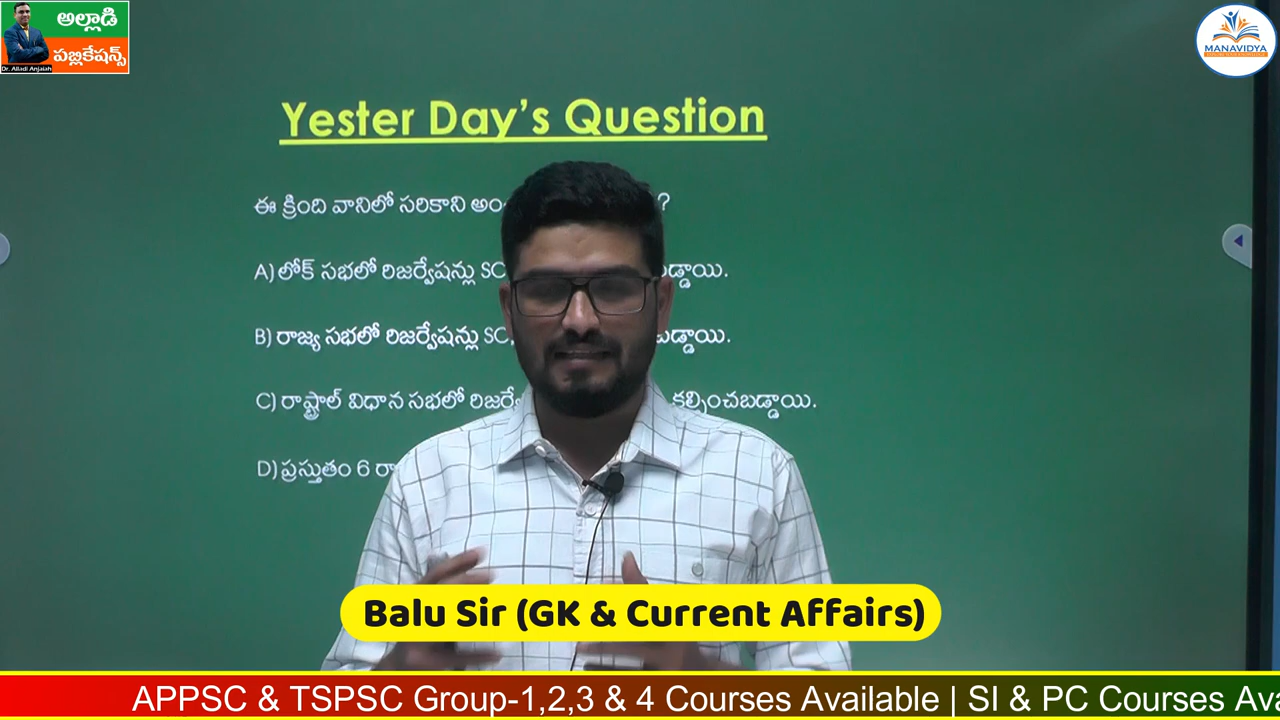 అల్లాడి
పబ్లికేషన్స్
Dr. Alladi Anjaiah
MANAVIDYA
Yester Day's Question
ఈ క్రింది వానిలో సరికాని ?
A) లోక్ సభలో రిజర్వేషన్లు SC
B) రాజ్య సభలో రిజర్వేషన్లు SC
C) రాష్ట్రాల్ విధాన సభలో కల్పించబడ్డాయి.
D) ప్రస్తుతం 6
Balu Sir (GK & Current Affairs)
APPSC & TSPSC Group-1,2,3 & 4 Courses Available | SI & PC Courses